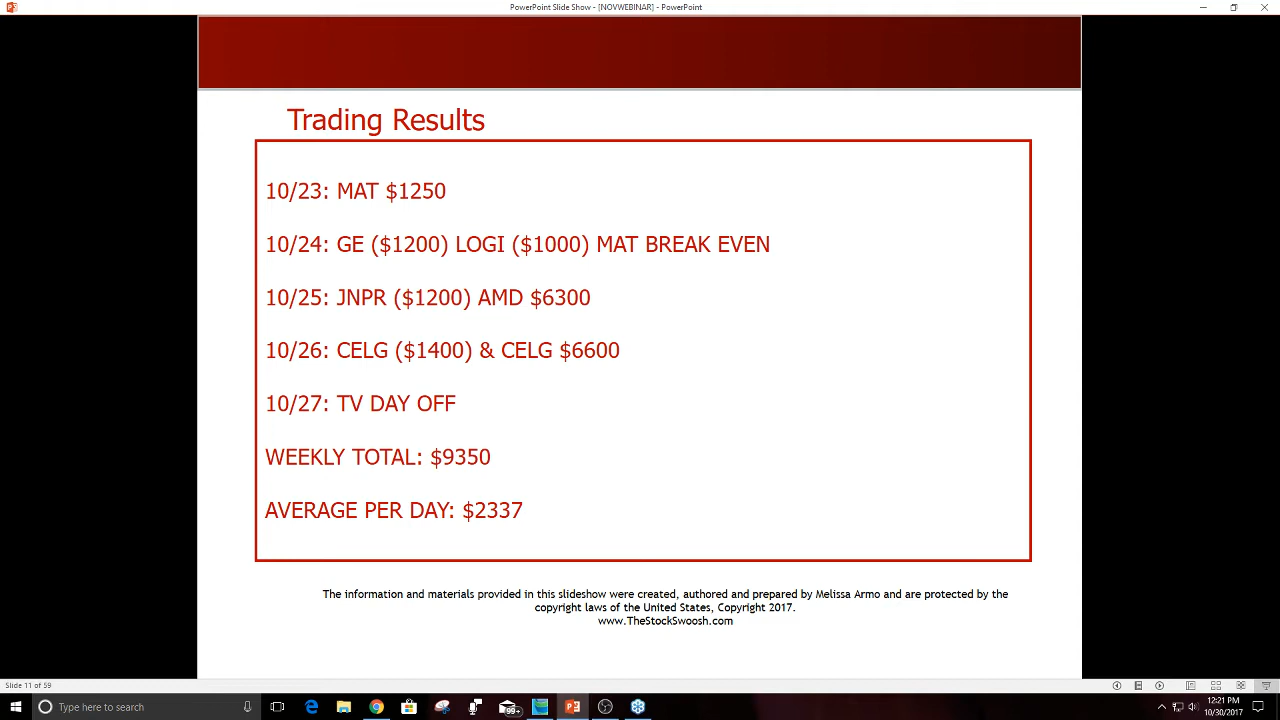 PowerPoint Slide Show - [NOVWEBINAR] - PowerPoint
Trading Results
10/23: MAT $1250
10/24: GE ($1200) LOGI ($1000) MAT BREAK EVEN
10/25: JNPR ($1200) AMD $6300
10/26: CELG ($1400) & CELG $6600
10/27: TV DAY OFF
WEEKLY TOTAL: $9350
AVERAGE PER DAY: $2337
The information and materials provided in this slideshow were created, authored and prepared by Melissa Armo and are protected by the
copyright laws of the United States, Copyright 2017.
www.TheStockSwoosh.com
Slide 11 of 59
Type here to search
99+
12:21 PM
10/30/2017